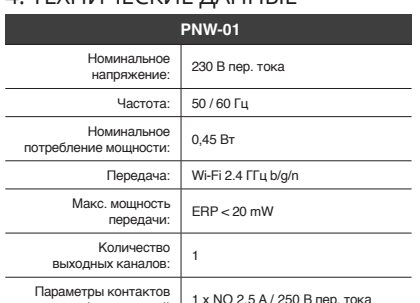 4. ТЕХНИЧЕСКИЕ ДАННЫЕ
PNW-01
Номинальное
напряжение:
230 В пер. тока
Частота:
50 / 60 Гц
Номинальное
потребление мощности:
0,45 Вт
Передача:
Wi-Fi 2.4 ГГц b/g/n
Макс. мощность
передачи:
ERP < 20 mW
Количество
выходных каналов:
1
Параметры контактов
1 x NO 2,5 A / 250 В пер. тока